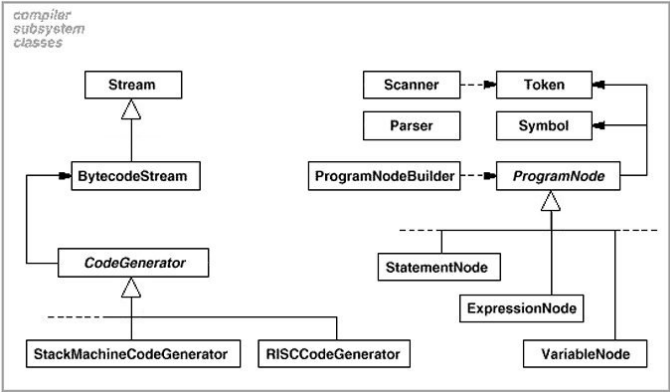 compiler
subsystem
classes
Stream
Scanner
Token
Parser
Symbol
BytecodeStream
ProgramNodeBuilder
ProgramNode
CodeGenerator
StatementNode
ExpressionNode
StackMachineCodeGenerator
RISCCodeGenerator
VariableNode